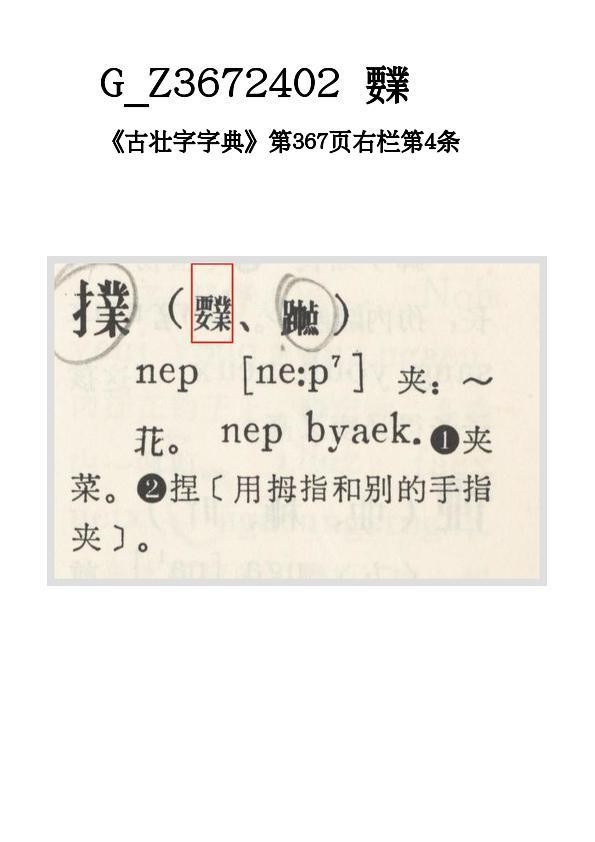 G_Z3672402
《古壮字字典》第367页右栏第4条
（、）
nep [ne:p⁷] 夹：～
苝。 nep byaek. ❶夹
菜。❷捏〔用拇指和别的手指
夹〕。